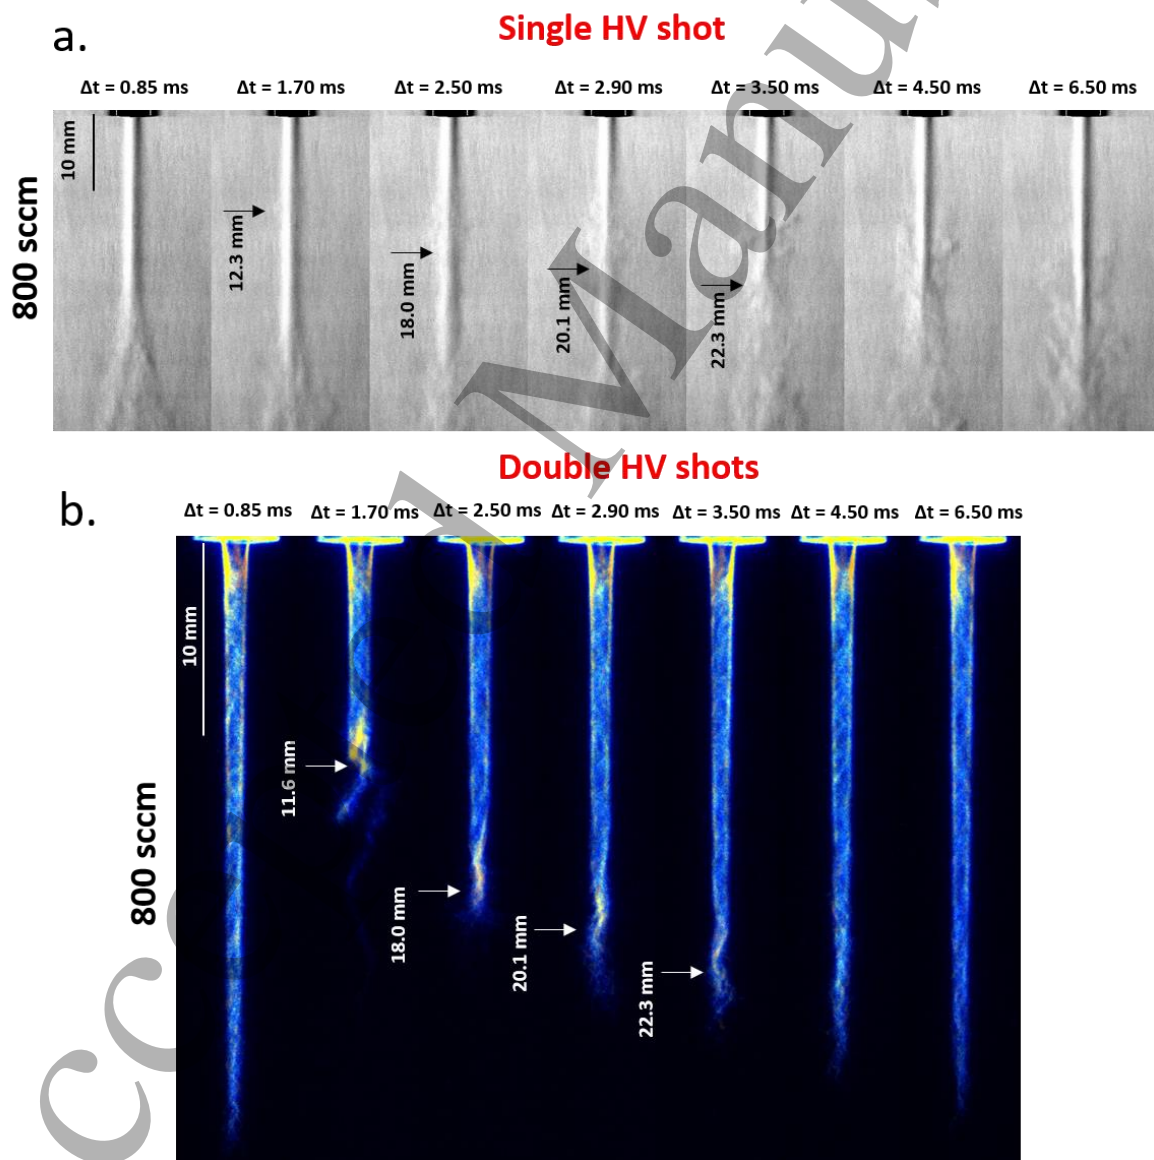 a.
Single HV shot
Δt = 0.85 ms Δt = 1.70 ms Δt = 2.50 ms Δt = 2.90 ms Δt = 3.50 ms Δt = 4.50 ms Δt = 6.50 ms
10 mm
800 sccm
12.3 mm
18.0 mm
20.1 mm
22.3 mm
Double HV shots
b.
Δt = 0.85 ms Δt = 1.70 ms Δt = 2.50 ms Δt = 2.90 ms Δt = 3.50 ms Δt = 4.50 ms Δt = 6.50 ms
10 mm
800 sccm
11.6 mm
18.0 mm
20.1 mm
22.3 mm